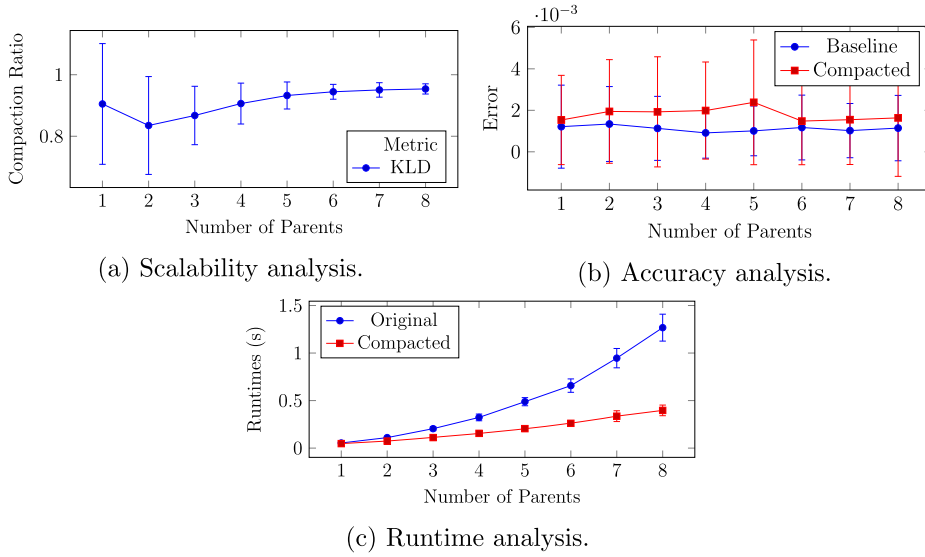 1
0.8
Compaction Ratio
Metric
KLD
1 2 3 4 5 6 7 8
Number of Parents
(a) Scalability analysis.
·10⁻³
6
4
2
0
Error
Baseline
Compacted
1 2 3 4 5 6 7 8
Number of Parents
(b) Accuracy analysis.
1.5
1
0.5
0
Runtimes (s)
Original
Compacted
1 2 3 4 5 6 7 8
Number of Parents
(c) Runtime analysis.